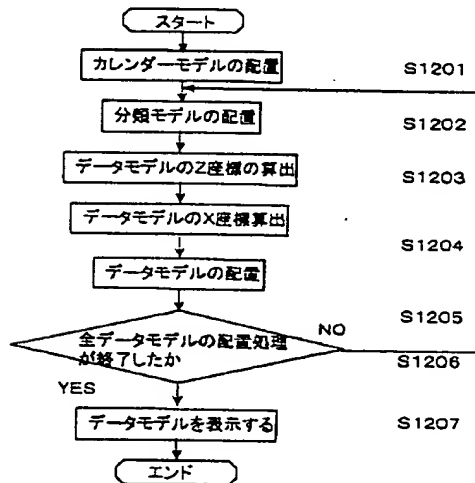 スタート
カレンダーモデルの配置
S1201
分類モデルの配置
S1202
データモデルのZ座標の算出
S1203
データモデルのX座標算出
S1204
データモデルの配置
S1205
全データモデルの配置処理
が終了したか
NO
S1206
YES
データモデルを表示する
S1207
エンド